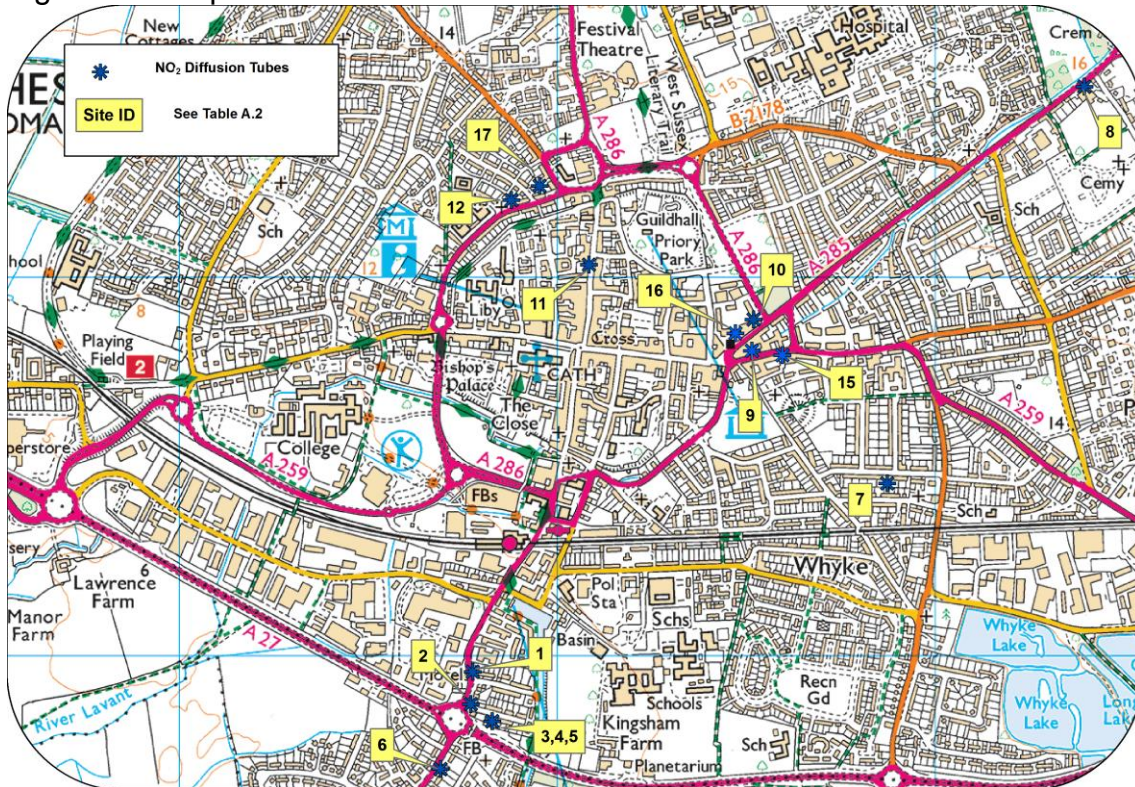 New
Cottages
14
Festival
Theatre
Hospital
Crem
16
NO₂ Diffusion Tubes
Site ID
See Table A.2
West Sussex
Literary Trail
15
B 2178
A 286
17
8
Cemy
12
Sch
M
i
12
Guildhall
Priory
Park
A 286
10
A 285
Sch
hool
8
11
16
Liby
Playing
Field
2
Bishop's
Palace
Cross
CATH
The
Close
9
15
A 259
14
College
5
perstore
A 259
A 286
FBs
7
Sch
sery
6
Lawrence
Farm
Manor
Farm
A 27
Whyke
Pol
Sta
Schs
Basin
1
2
River Lavant
Recn
Gd
Whyke
Lake
Whyke
Lake
Schools
Kingsham
Farm
3,4,5
6
FB
Sch
Planetarium